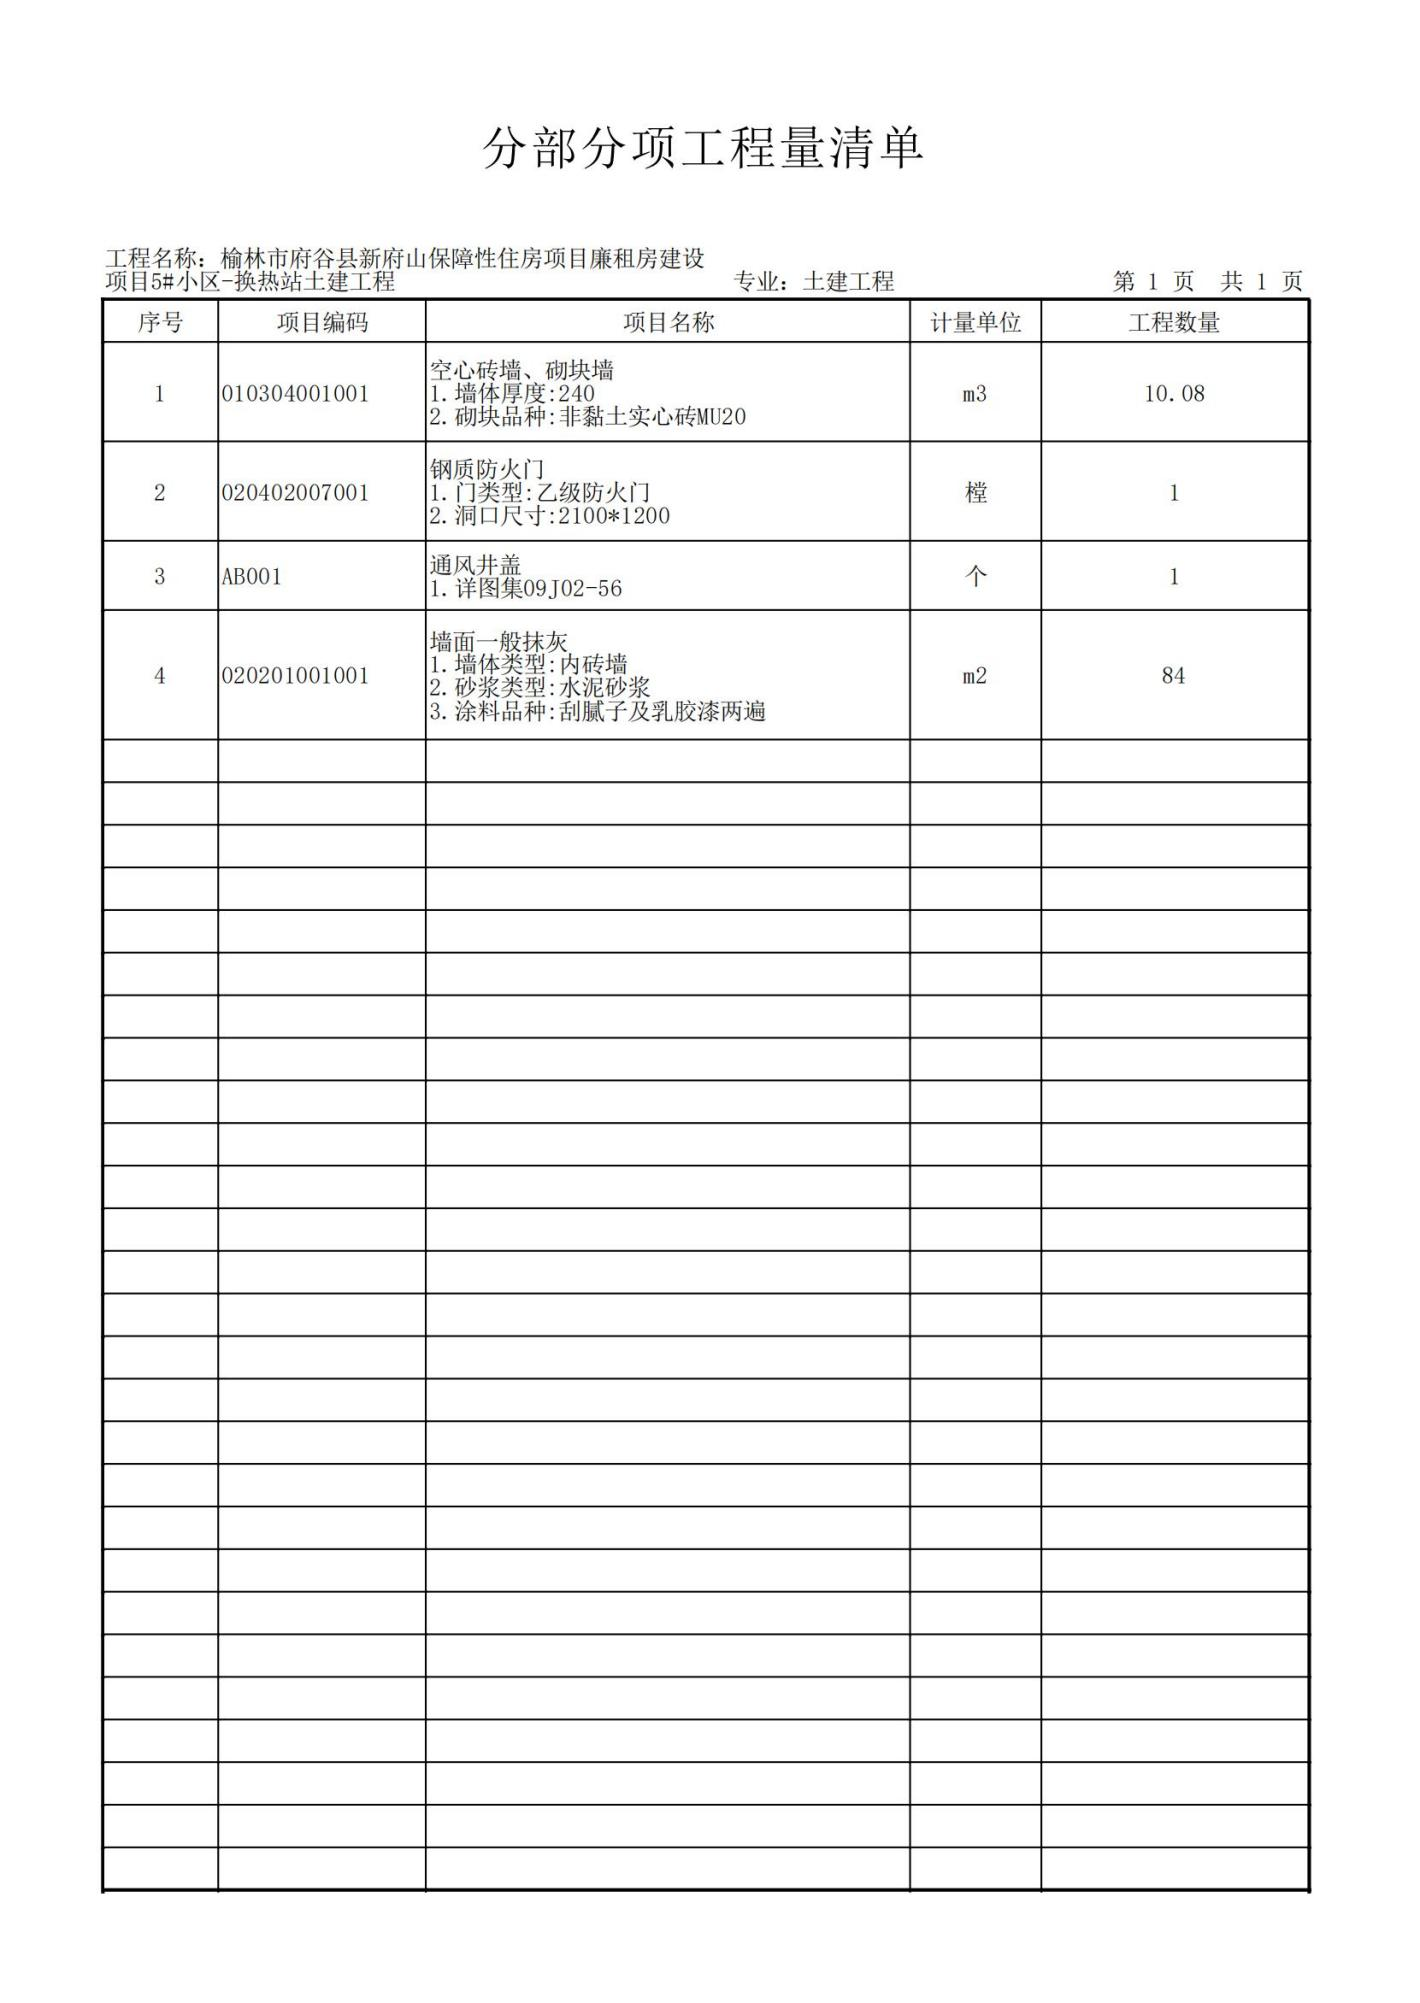 分部分项工程量清单
工程名称：榆林市府谷县新府山保障性住房项目廉租房建设
项目5#小区-换热站土建工程 专业：土建工程 第 1 页 共 1 页
序号 项目编码 项目名称 计量单位 工程数量
空心砖墙、砌块墙
1 010304001001 1.墙体厚度:240 m3 10.08
2.砌块品种:非黏土实心砖MU20
钢质防火门
2 020402007001 1.门类型:乙级防火门 樘 1
2.洞口尺寸:2100*1200
通风井盖
3 AB001 1.详图集09J02-56 个 1
墙面一般抹灰
1.墙体类型:内砖墙
4 020201001001 2.砂浆类型:水泥砂浆 m2 84
3.涂料品种:刮腻子及乳胶漆两遍